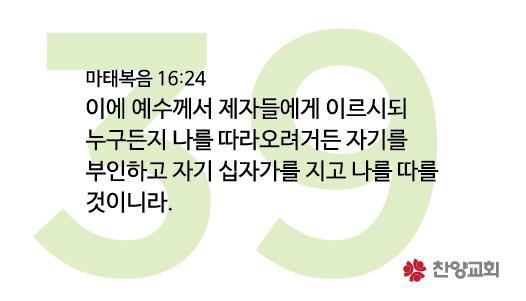 39
마태복음 16:24
이에 예수께서 제자들에게 이르시되
누구든지 나를 따라오려거든 자기를
부인하고 자기 십자가를 지고 나를 따를
것이니라.
찬양교회